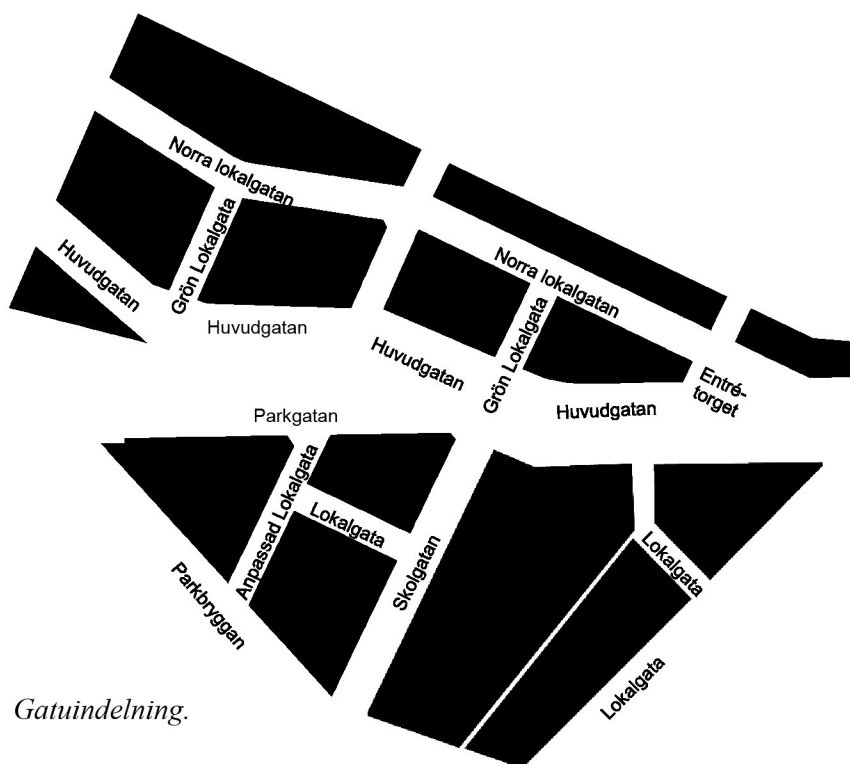 Norra lokalgatan
Grön Lokalgata
Huvudgatan
Huvudgatan
Norra lokalgatan
Huvudgatan
Grön Lokalgata
Entré-
torget
Huvudgatan
Parkgatan
Anpassad Lokalgata
Lokalgata
Skolgatan
Lokalgata
Parkbryggan
Lokalgata
Gatuindelning.